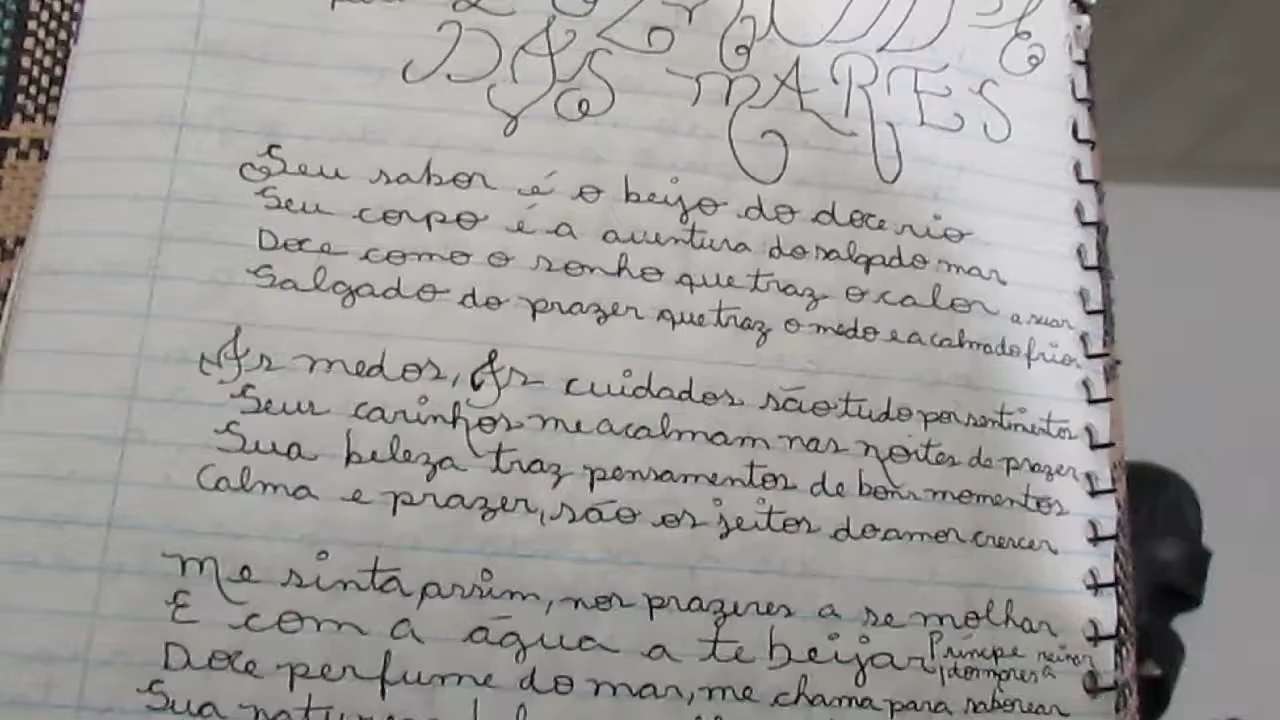 DAS MARES
Seu sabor é o beijo do doce rio
Seu corpo é a aventura do salgado mar
Doce como o sonho que traz o calor a suar
Salgado do prazer que traz o medo e a calma do frio
As medos, As cuidados são tudo por sentimentos
Seus carinhos me acalmam nas noites de prazer
Sua beleza traz pensamentos de bons momentos
Calma e prazer, são os jeitos do amor crescer
Me sinta assim, nos prazeres a se molhar
E com a água a te beijar
Príncipe
Doce perfume do mar, me chama para saborear
Sua